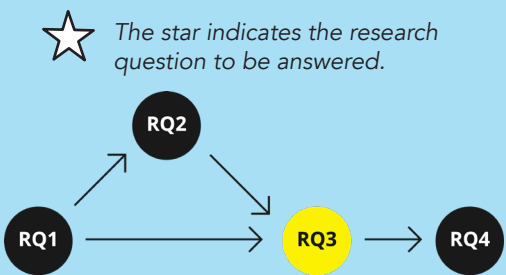 The star indicates the research
question to be answered.
RQ2
RQ1
RQ3
RQ4